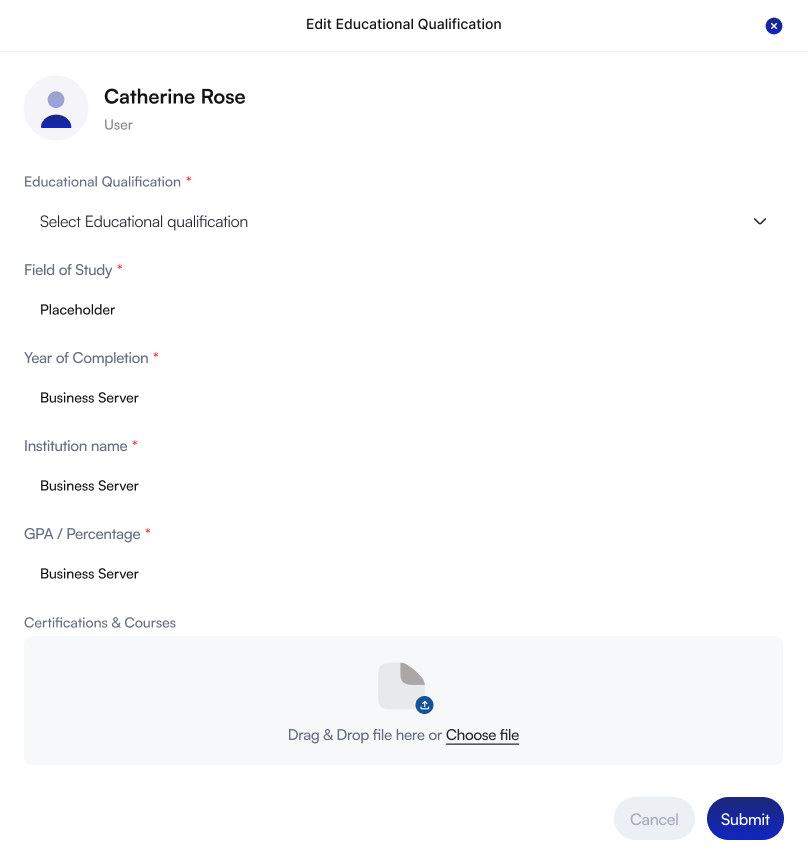 Edit Educational Qualification
Catherine Rose
User
Educational Qualification *
Select Educational qualification
Field of Study *
Placeholder
Year of Completion *
Business Server
Institution name *
Business Server
GPA / Percentage *
Business Server
Certifications & Courses
Drag & Drop file here or Choose file
Cancel
Submit